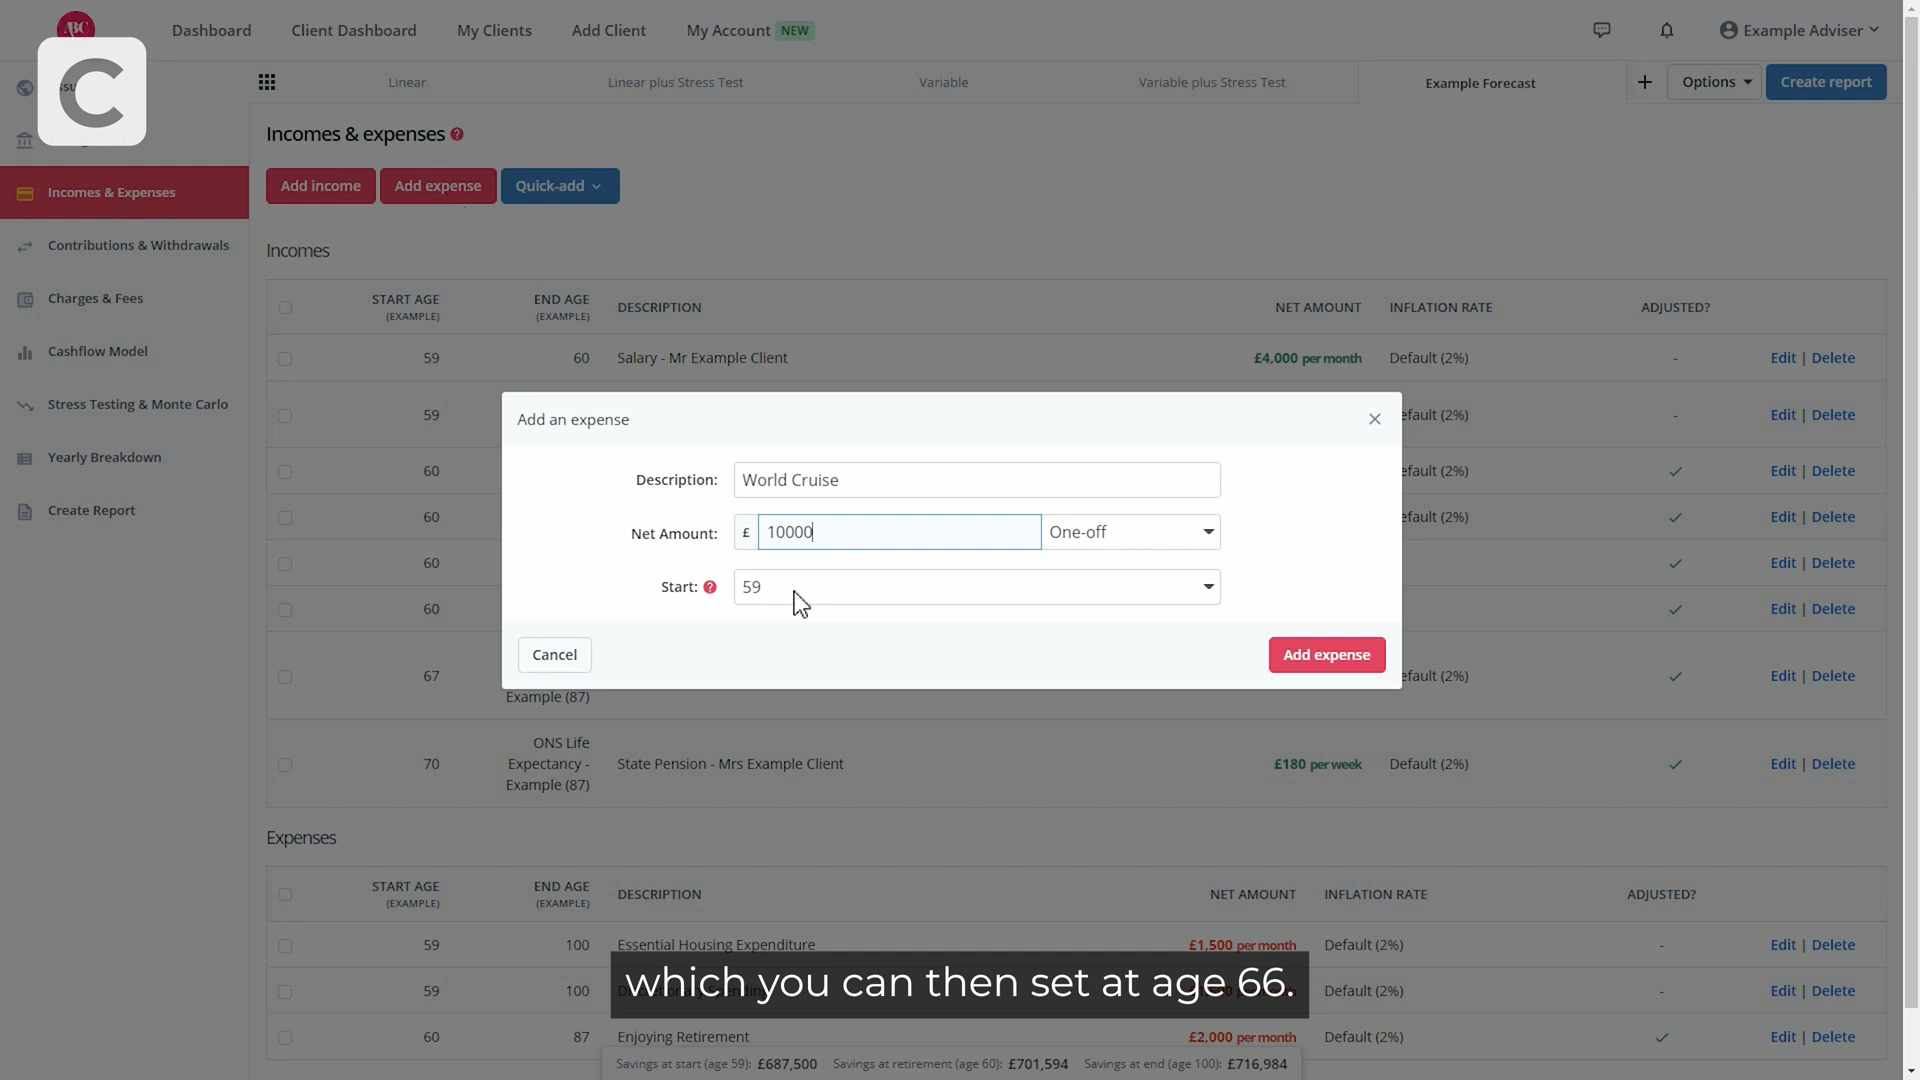 ABC
Dashboard
Client Dashboard
My Clients
Add Client
My Account NEW
Example Adviser
C
Linear
Linear plus Stress Test
Variable
Variable plus Stress Test
Example Forecast
+
Options
Create report
Incomes & Expenses
Contributions & Withdrawals
Charges & Fees
Cashflow Model
Stress Testing & Monte Carlo
Yearly Breakdown
Create Report
Incomes & expenses ?
Add income
Add expense
Quick-add
Incomes
START AGE (EXAMPLE) END AGE (EXAMPLE) DESCRIPTION NET AMOUNT INFLATION RATE ADJUSTED?
59 60 Salary - Mr Example Client £4,000 per month Default (2%) - Edit | Delete
59 efault (2%) - Edit | Delete
60 efault (2%) ✓ Edit | Delete
60 efault (2%) ✓ Edit | Delete
60 ✓ Edit | Delete
60 ✓ Edit | Delete
67 Example (87) efault (2%) ✓ Edit | Delete
70 ONS Life Expectancy - Example (87) State Pension - Mrs Example Client £180 per week Default (2%) ✓ Edit | Delete
Add an expense
Description: World Cruise
Net Amount: £ 10000 One-off
Start: ? 59
Cancel
Add expense
Expenses
START AGE (EXAMPLE) END AGE (EXAMPLE) DESCRIPTION NET AMOUNT INFLATION RATE ADJUSTED?
59 100 Essential Housing Expenditure £1,500 per month Default (2%) - Edit | Delete
59 100 Default (2%) - Edit | Delete
which you can then set at age 66.
60 87 Enjoying Retirement £2,000 per month Default (2%) ✓ Edit | Delete
Savings at start (age 59): £687,500 Savings at retirement (age 60): £701,594 Savings at end (age 100): £716,984